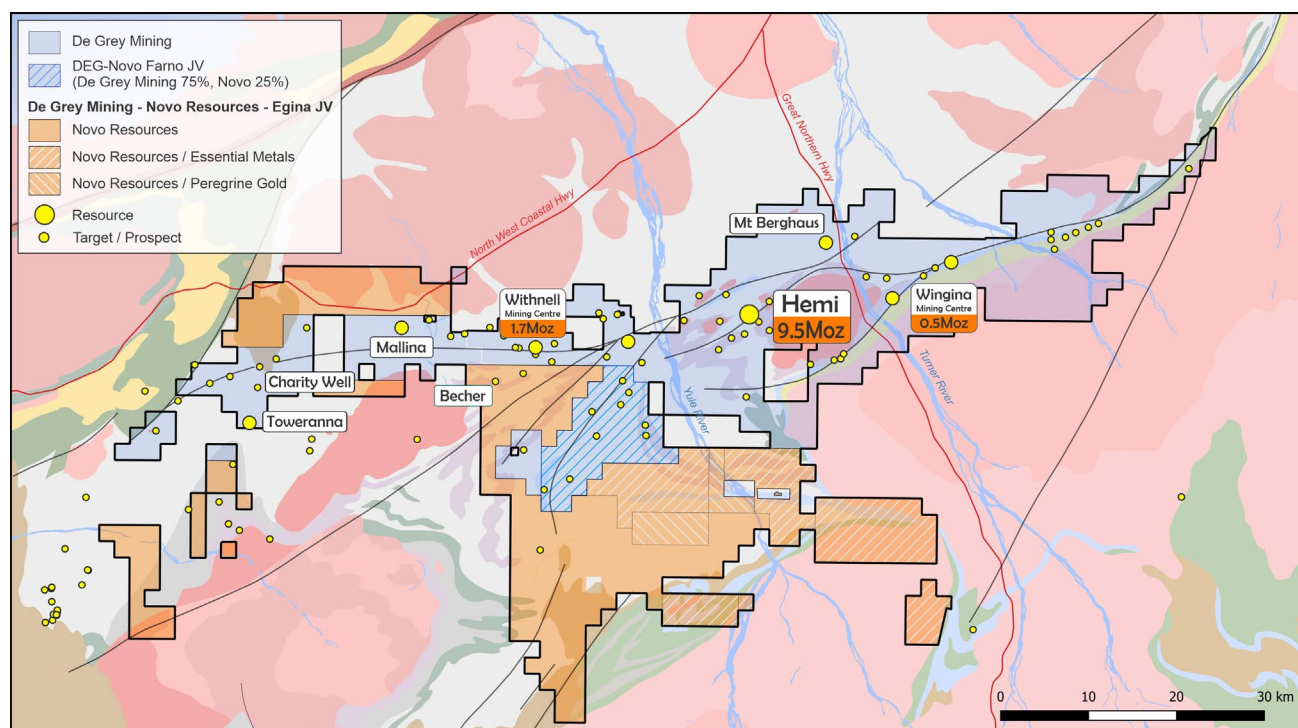 De Grey Mining
DEG-Novo Farno JV
(De Grey Mining 75%, Novo 25%)
De Grey Mining - Novo Resources - Egina JV
Novo Resources
Novo Resources / Essential Metals
Novo Resources / Peregrine Gold
Resource
Target / Prospect
North West Coastal Hwy
Great Northern Hwy
Mt Berghaus
Withnell
Mining Centre
1.7Moz
Hemi
9.5Moz
Wingina
Mining Centre
0.5Moz
Mallina
Charity Well
Becher
Toweranna
Yule River
Turner River
0 10 20 30 km